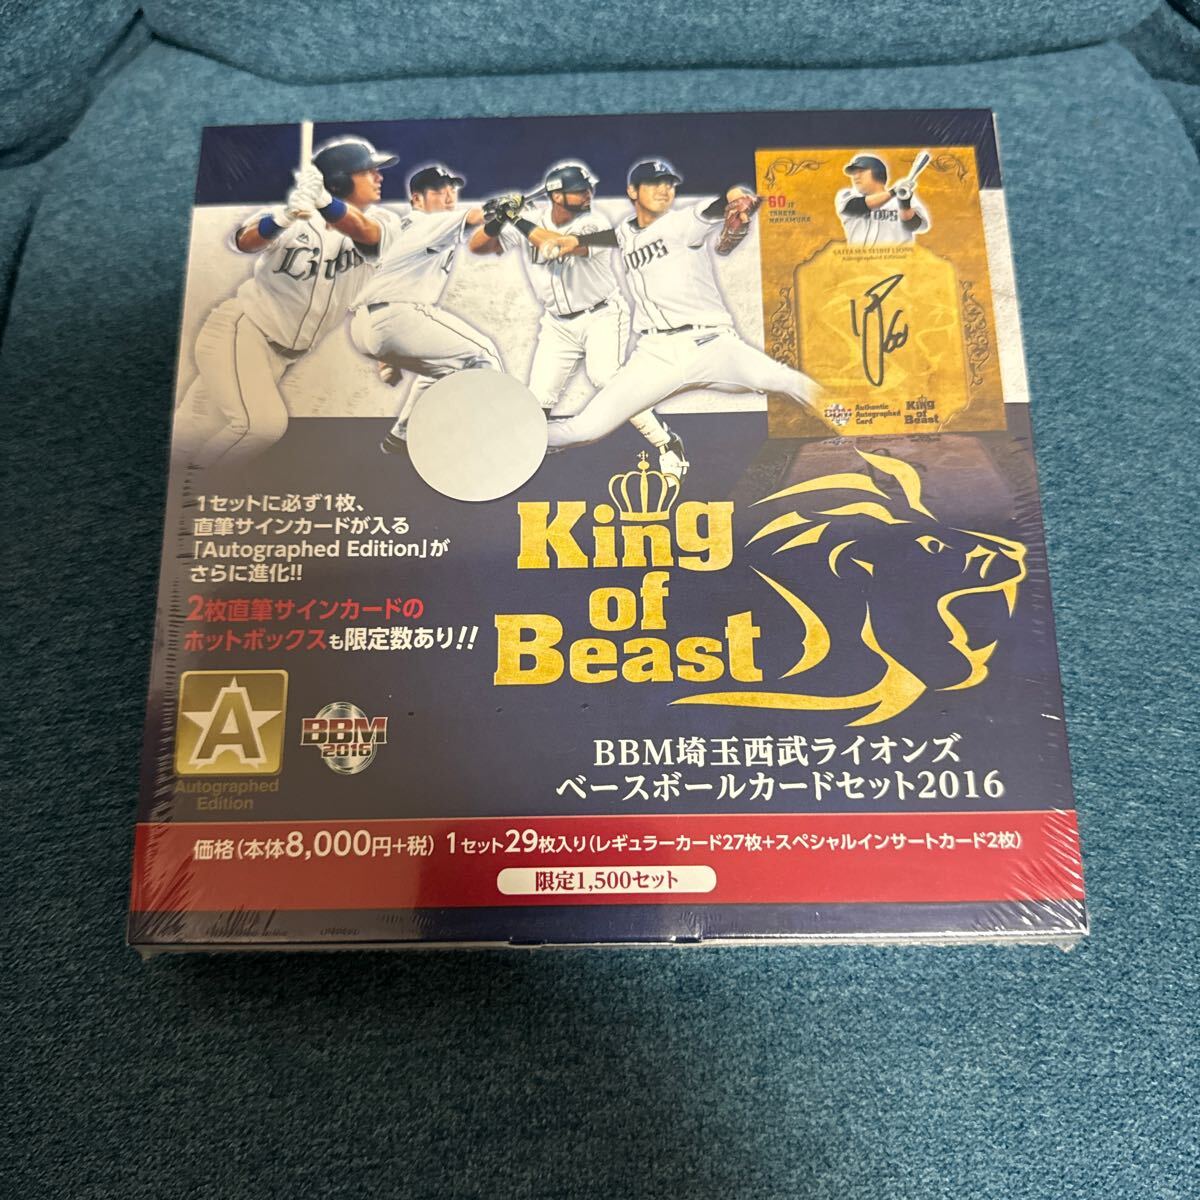 Lions
IONS
60
TAKEYA
NAKAMURA
SAITAMA SEIBU LIONS
Autographed Edition
60
BBM
Authentic
Autographed
Card
King
of
Beast
1セットに必ず1枚、
直筆サインカードが入る
「Autographed Edition」が
さらに進化!!
2枚直筆サインカードの
ホットボックスも限定数あり!!
King
of
Beast
A
Autographed
Edition
BBM
2016
BBM埼玉西武ライオンズ
ベースボールカードセット2016
価格(本体8,000円+税) 1セット29枚入り(レギュラーカード27枚+スペシャルインサートカード2枚)
限定1,500セット